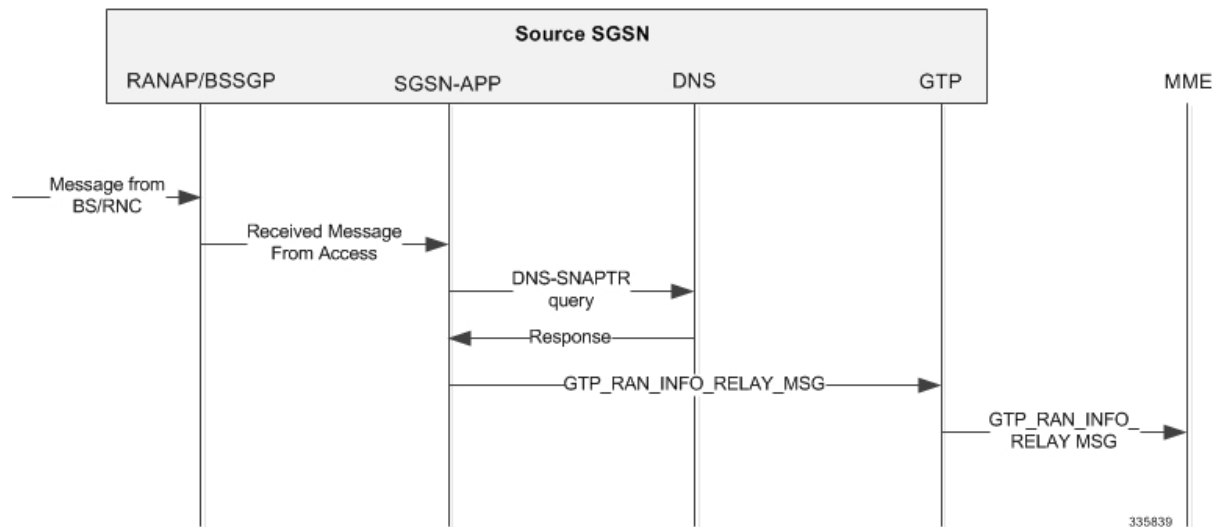 Source SGSN
RANAP/BSSGP
SGSN-APP
DNS
GTP
MME
Message from
BS/RNC
Received Message
From Access
DNS-SNAPTR
query
Response
GTP_RAN_INFO_RELAY_MSG
GTP_RAN_INFO_
RELAY MSG
335839